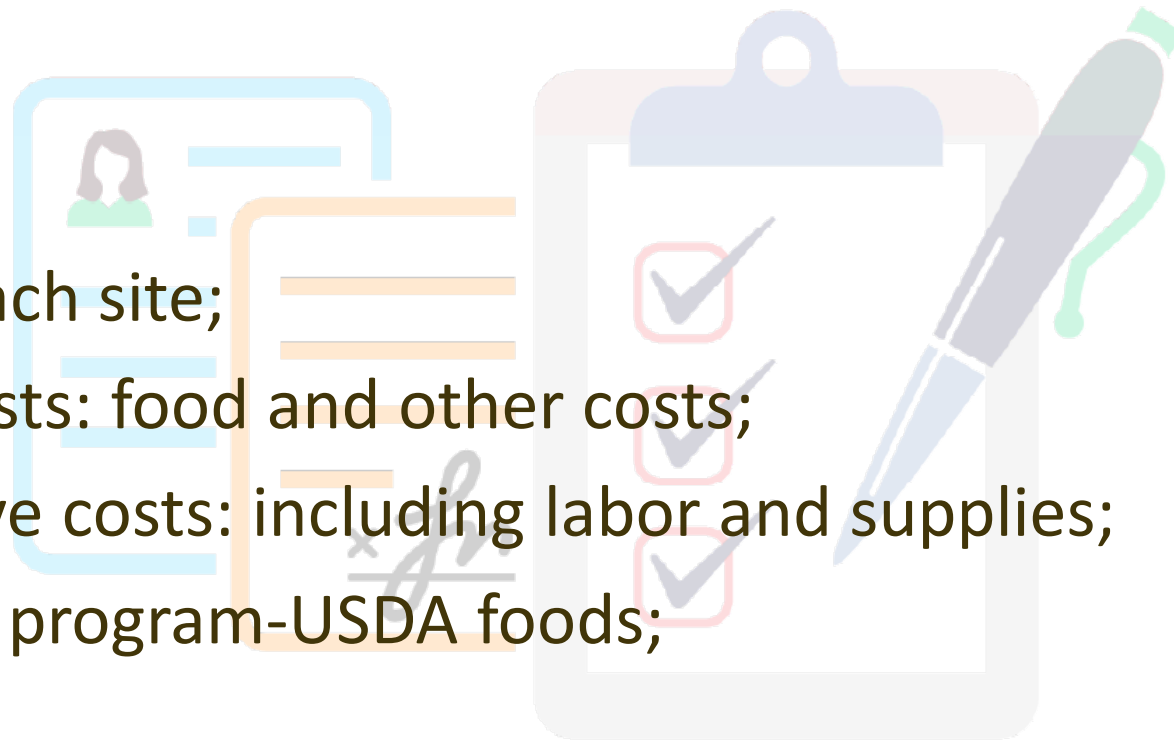 ach site;
sts: food and other costs;
ve costs: including labor and supplies;
program-USDA foods;